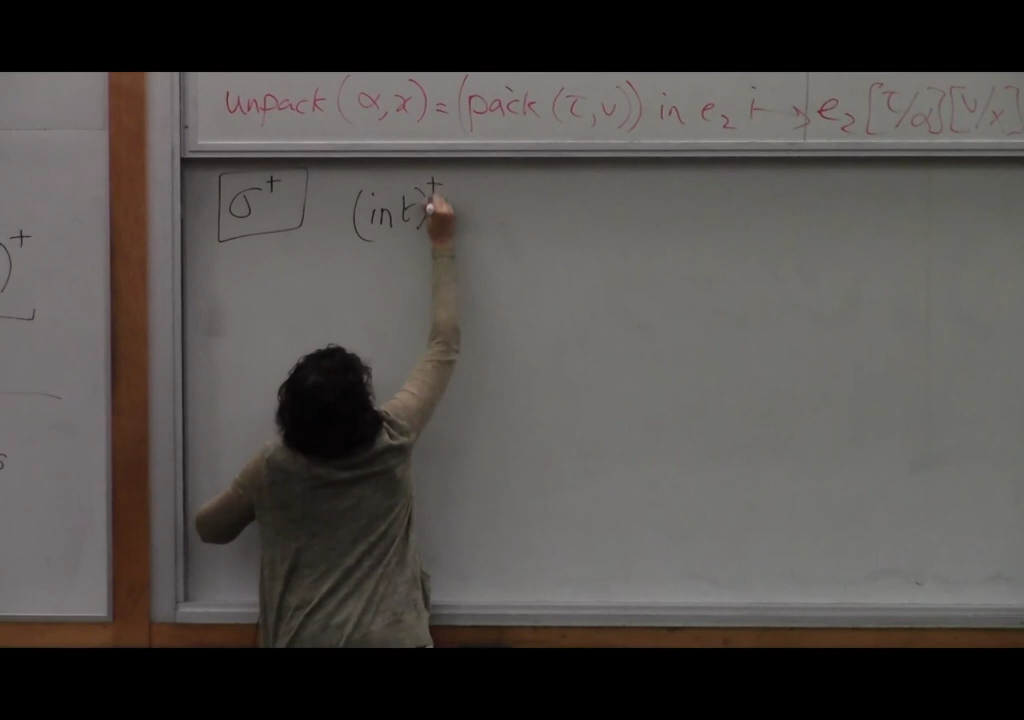 unpack (α, x) = (pack (τ, v)) in e₂ ↦ e₂ [τ/α][v/x]
σ⁺ (int)⁺
)⁺
s